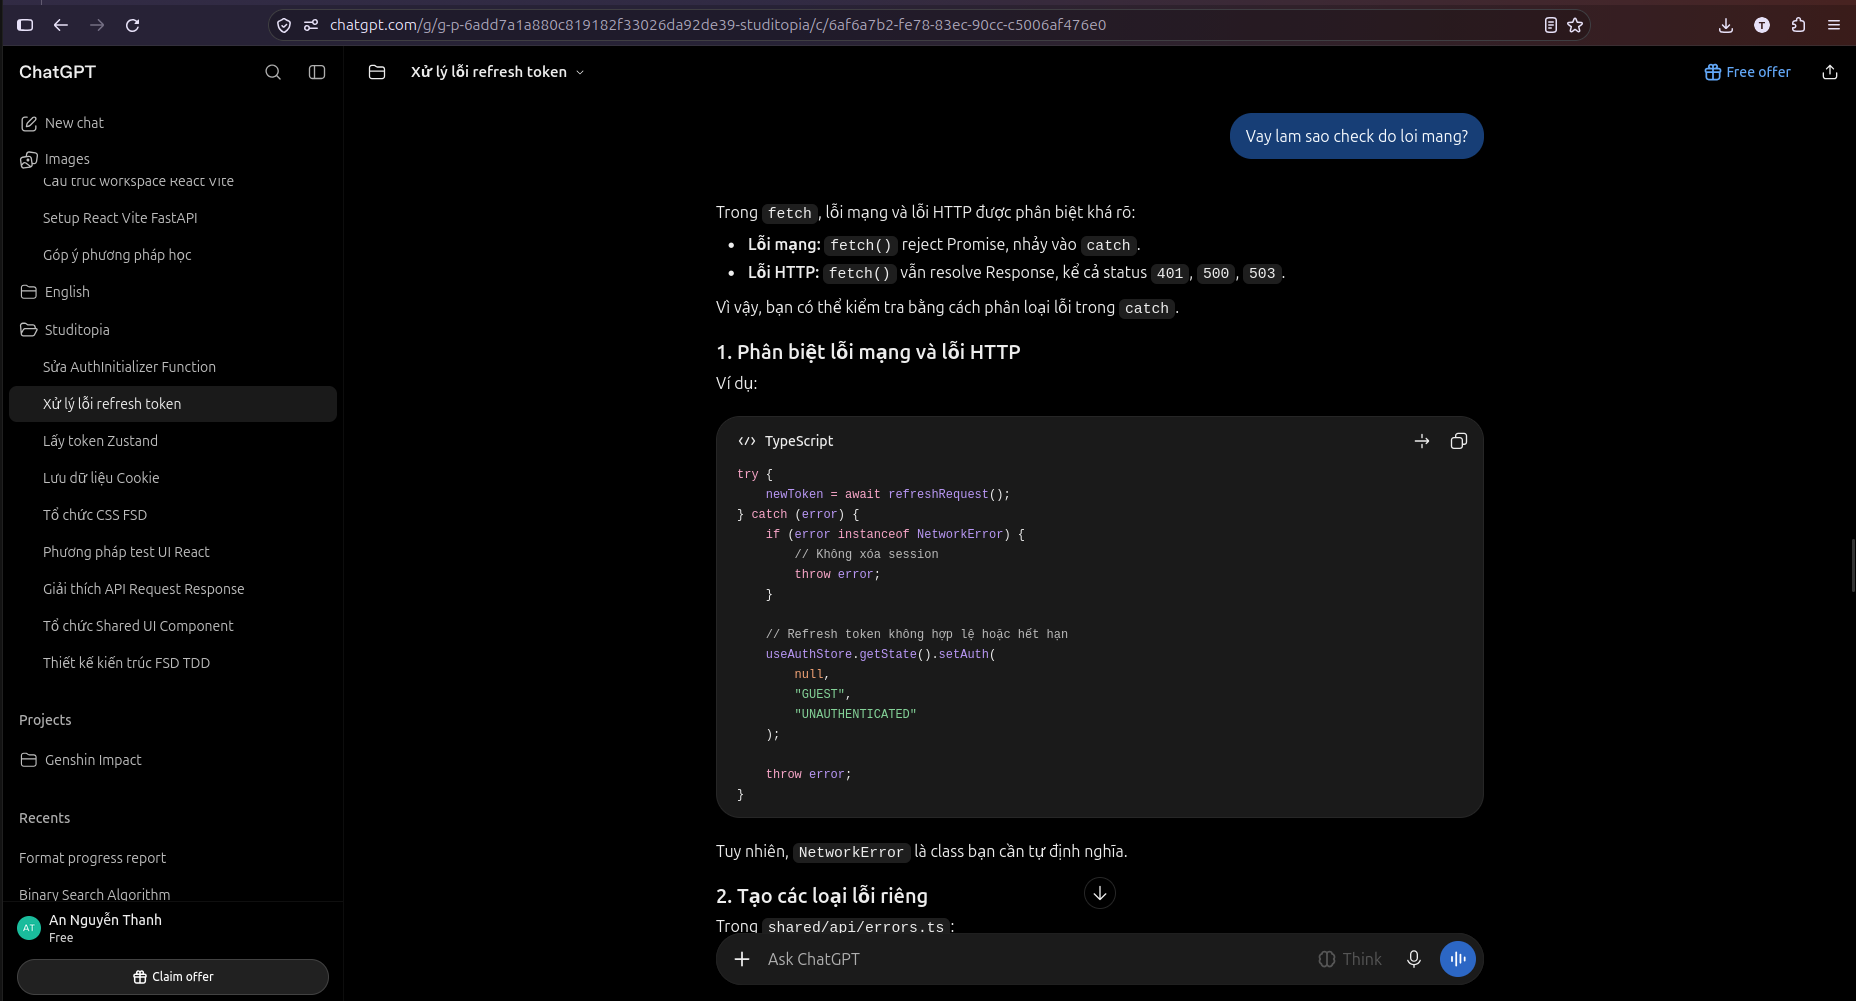 chatgpt.com/g/g-p-6add7a1a880c819182f33026da92de39-studitopia/c/6af6a7b2-fe78-83ec-90cc-c5006af476e0
T
ChatGPT
New chat
Images
Cấu trúc workspace React Vite
Setup React Vite FastAPI
Góp ý phương pháp học
English
Studitopia
Sửa AuthInitializer Function
Xử lý lỗi refresh token
Lấy token Zustand
Lưu dữ liệu Cookie
Tổ chức CSS FSD
Phương pháp test UI React
Giải thích API Request Response
Tổ chức Shared UI Component
Thiết kế kiến trúc FSD TDD
Projects
Genshin Impact
Recents
Format progress report
Binary Search Algorithm
AT
An Nguyễn Thanh
Free
Claim offer
Xử lý lỗi refresh token
Free offer
Vay lam sao check do loi mang?
Trong fetch, lỗi mạng và lỗi HTTP được phân biệt khá rõ:
• Lỗi mạng: fetch() reject Promise, nhảy vào catch.
• Lỗi HTTP: fetch() vẫn resolve Response, kể cả status 401, 500, 503.
Vì vậy, bạn có thể kiểm tra bằng cách phân loại lỗi trong catch.
1. Phân biệt lỗi mạng và lỗi HTTP
Ví dụ:
TypeScript
try {
    newToken = await refreshRequest();
} catch (error) {
    if (error instanceof NetworkError) {
        // Không xóa session
        throw error;
    }
    // Refresh token không hợp lệ hoặc hết hạn
    useAuthStore.getState().setAuth(
        null,
        "GUEST",
        "UNAUTHENTICATED"
    );
    throw error;
}
Tuy nhiên, NetworkError là class bạn cần tự định nghĩa.
2. Tạo các loại lỗi riêng
Trong shared/api/errors.ts:
Ask ChatGPT
Think